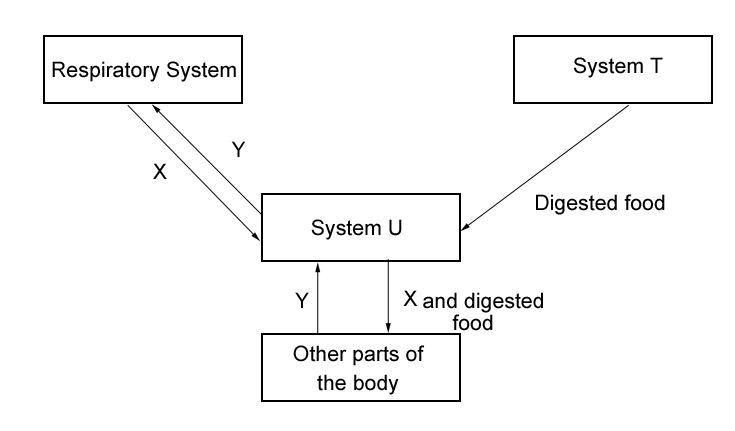 Respiratory System
System T
Y
X
Digested food
System U
Y
X and digested
food
Other parts of
the body